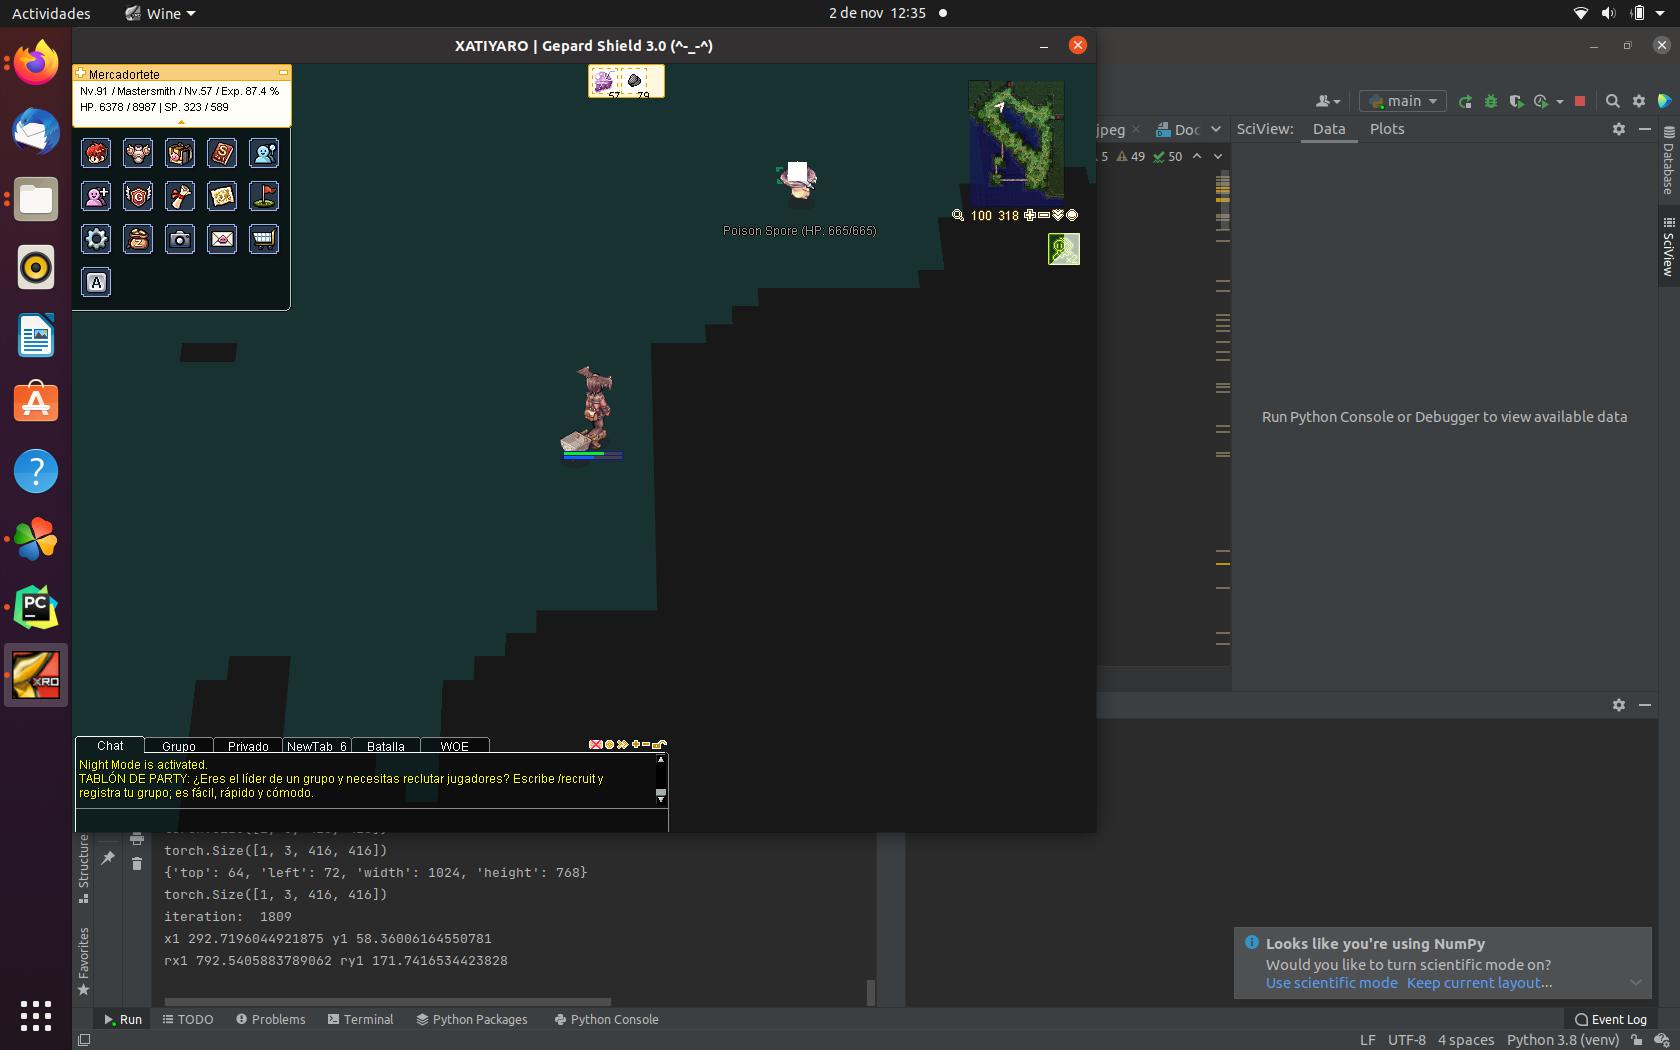 Actividades
Wine
2 de nov 12:35
XATIYARO | Gepard Shield 3.0 (^-_-^)
Mercadortete
Nv.91 / Mastersmith / Nv.57 / Exp. 87.4 %
HP. 6378 / 8987 | SP. 323 / 589
57 79
100 318
Poison Spore (HP: 665/665)
main
jpeg
Doc
SciView: Data Plots
5 49 50
Database
SciView
Run Python Console or Debugger to view available data
Chat Grupo Privado NewTab_6 Batalla WOE
Night Mode is activated.
TABLÓN DE PARTY: ¿Eres el líder de un grupo y necesitas reclutar jugadores? Escribe /recruit y
registra tu grupo; es fácil, rápido y cómodo.
XRO
PC
A
Structure
Favorites
torch.Size([1, 3, 416, 416])
{'top': 64, 'left': 72, 'width': 1024, 'height': 768}
torch.Size([1, 3, 416, 416])
iteration:  1809
x1 292.7196044921875 y1 58.36006164550781
rx1 792.5405883789062 ry1 171.7416534423828
Looks like you're using NumPy
Would you like to turn scientific mode on?
Use scientific mode Keep current layout...
Run TODO Problems Terminal Python Packages Python Console
Event Log
LF UTF-8 4 spaces Python 3.8 (venv)